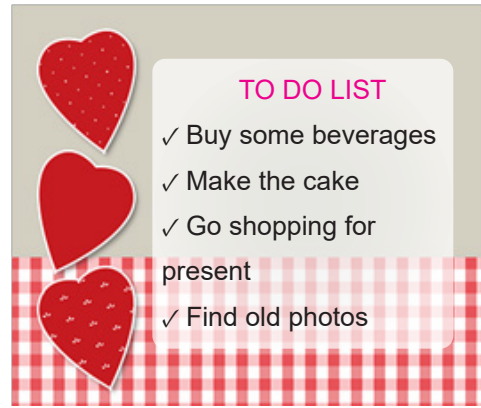 TO DO LIST
✓ Buy some beverages
✓ Make the cake
✓ Go shopping for
present
✓ Find old photos